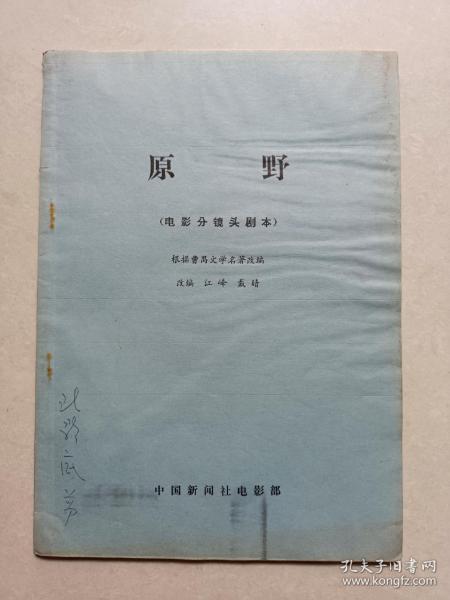 原野
（电影分镜头剧本）
根据曹禺文学名著改编
改编 江峰 戴晴
中国新闻社电影部
孔夫子旧书网
www.kongfz.com